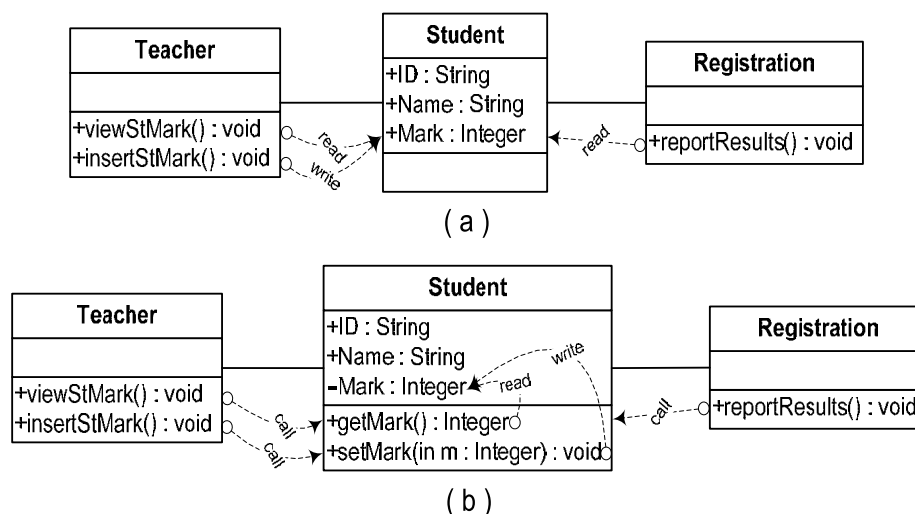 Teacher
+viewStMark() : void
+insertStMark() : void
read
write
Student
+ID : String
+Name : String
+Mark : Integer
read
Registration
+reportResults() : void
( a )
Teacher
+viewStMark() : void
+insertStMark() : void
call
call
Student
+ID : String
+Name : String
-Mark : Integer
read
write
+getMark() : Integer
+setMark(in m : Integer) : void
call
Registration
+reportResults() : void
( b )